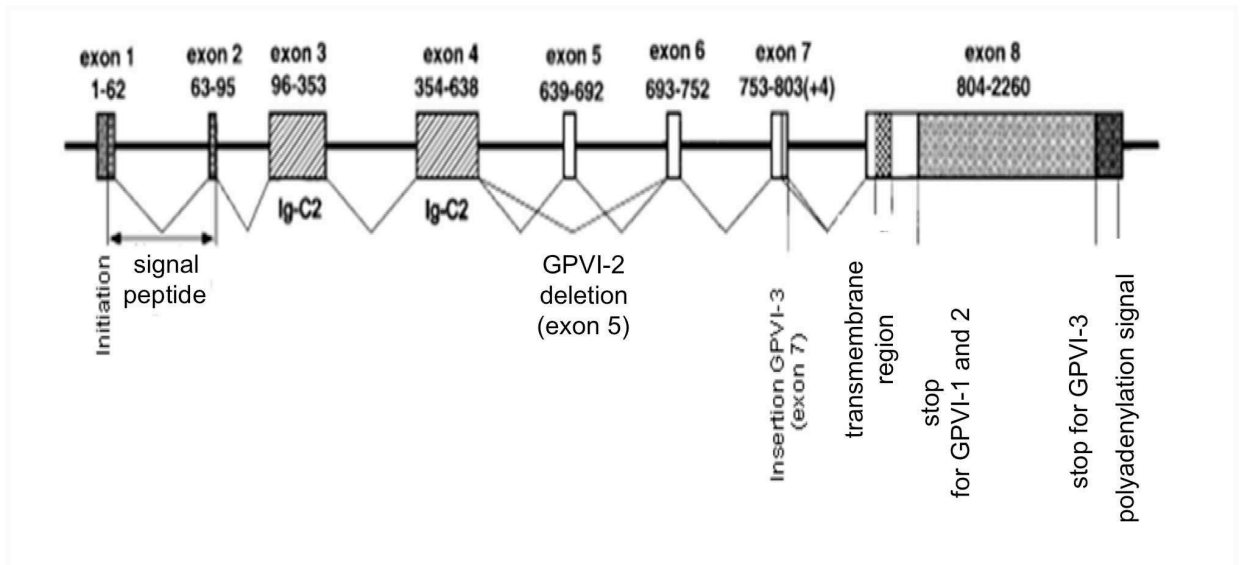 exon 1
1-62
exon 2
63-95
exon 3
96-353
exon 4
354-638
exon 5
639-692
exon 6
693-752
exon 7
753-803(+4)
exon 8
804-2260
Ig-C2
Ig-C2
Initiation
signal
peptide
GPVI-2
deletion
(exon 5)
Insertion GPVI-3
(exon 7)
transmembrane
region
stop
for GPVI-1 and 2
stop for GPVI-3
polyadenylation signal